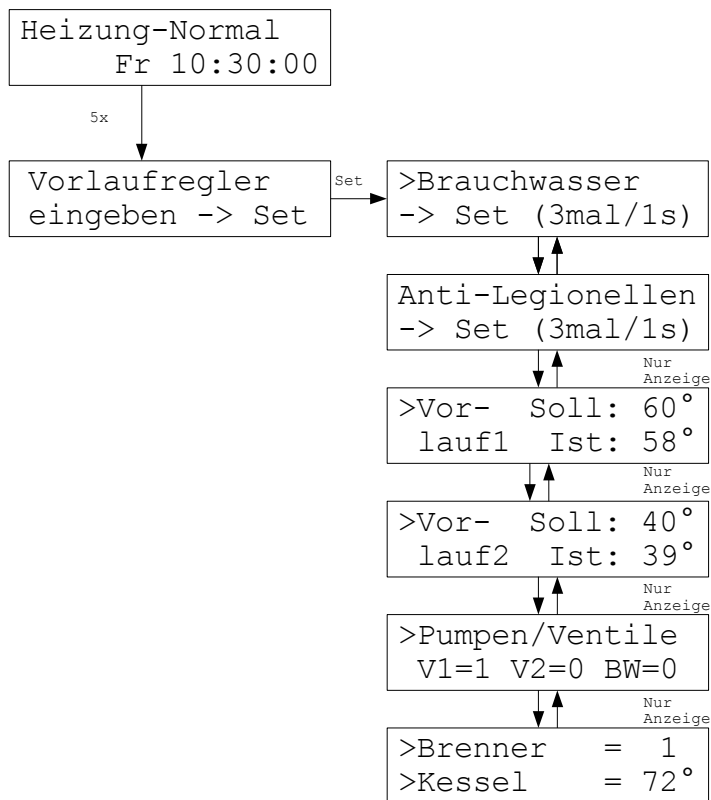 Heizung-Normal
Fr 10:30:00
5x
Vorlaufregler
eingeben -> Set
Set
>Brauchwasser
-> Set (3mal/1s)
Anti-Legionellen
-> Set (3mal/1s)
Nur
Anzeige
>Vor- Soll: 60°
lauf1 Ist: 58°
Nur
Anzeige
>Vor- Soll: 40°
lauf2 Ist: 39°
Nur
Anzeige
>Pumpen/Ventile
V1=1 V2=0 BW=0
Nur
Anzeige
>Brenner = 1
>Kessel = 72°